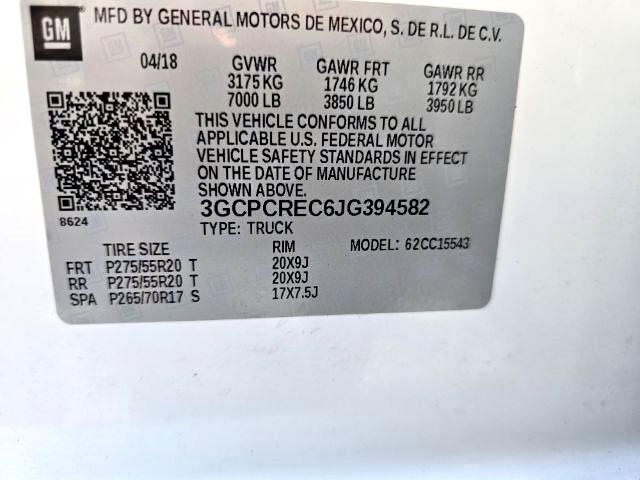 GM
MFD BY GENERAL MOTORS DE MEXICO, S. DE R.L. DE C.V.
04/18 GVWR GAWR FRT GAWR RR
3175 KG 1746 KG 1792 KG
7000 LB 3850 LB 3950 LB
THIS VEHICLE CONFORMS TO ALL
APPLICABLE U.S. FEDERAL MOTOR
VEHICLE SAFETY STANDARDS IN EFFECT
ON THE DATE OF MANUFACTURE
SHOWN ABOVE.
8624
3GCPCREC6JG394582
TYPE: TRUCK
TIRE SIZE RIM MODEL: 62CC15543
FRT P275/55R20 T 20X9J
RR P275/55R20 T 20X9J
SPA P265/70R17 S 17X7.5J